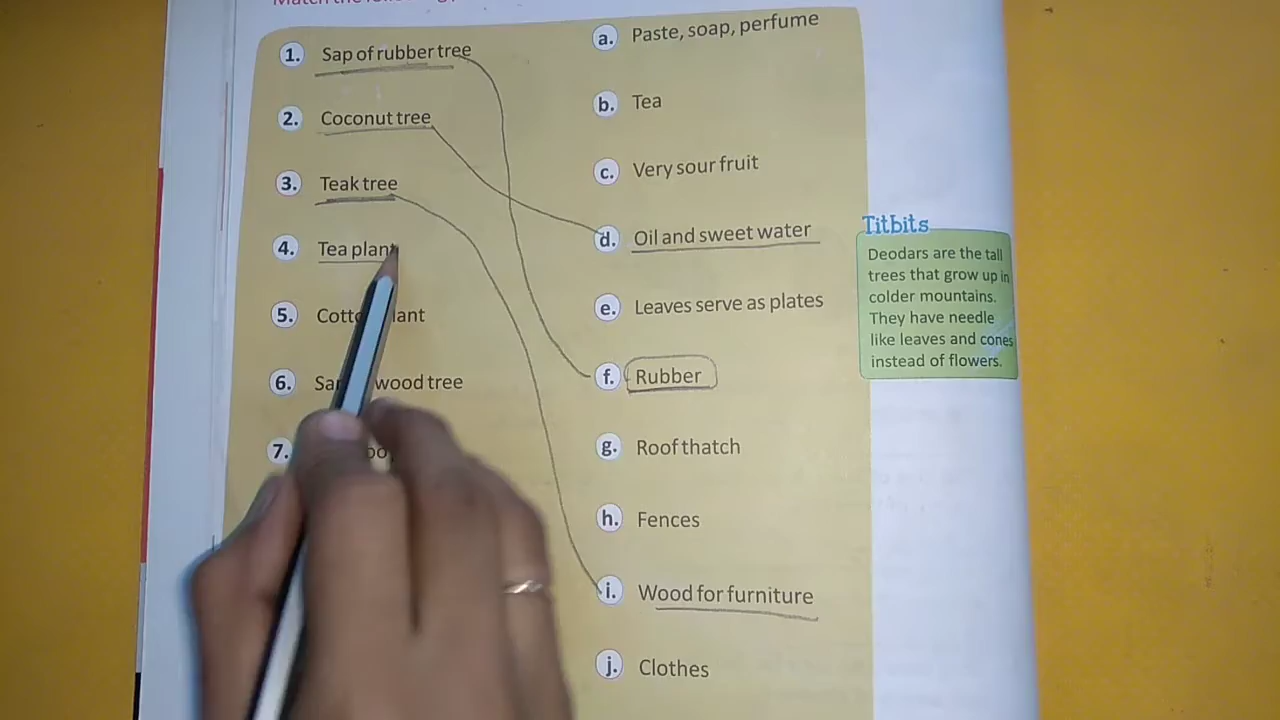 1. Sap of rubber tree
2. Coconut tree
3. Teak tree
4. Tea plant
5. plant
6. wood tree
7.
a. Paste, soap, perfume
b. Tea
c. Very sour fruit
d. Oil and sweet water
e. Leaves serve as plates
f. Rubber
g. Roof thatch
h. Fences
i. Wood for furniture
j. Clothes
Titbits
Deodars are the tall
trees that grow up in
colder mountains.
They have needle
like leaves and cones
instead of flowers.